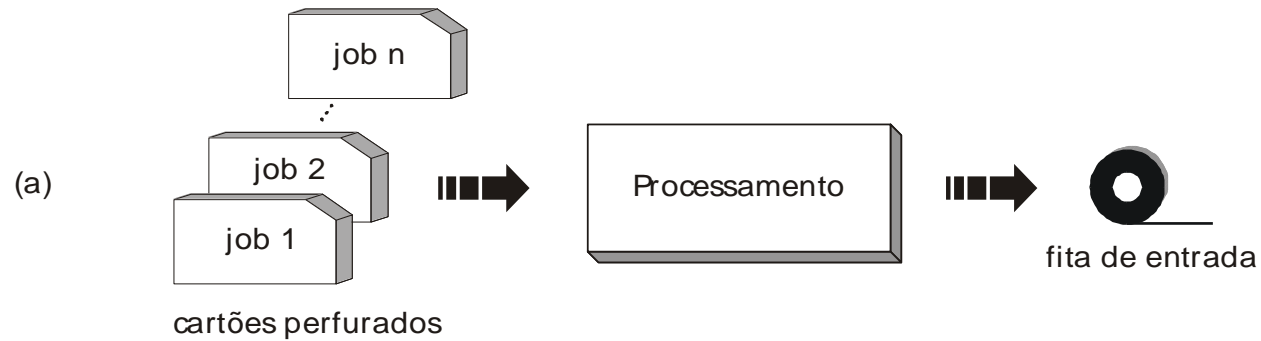 job n
job 2
(a)
Processamento
job 1
fita de entrada
cartões perfurados